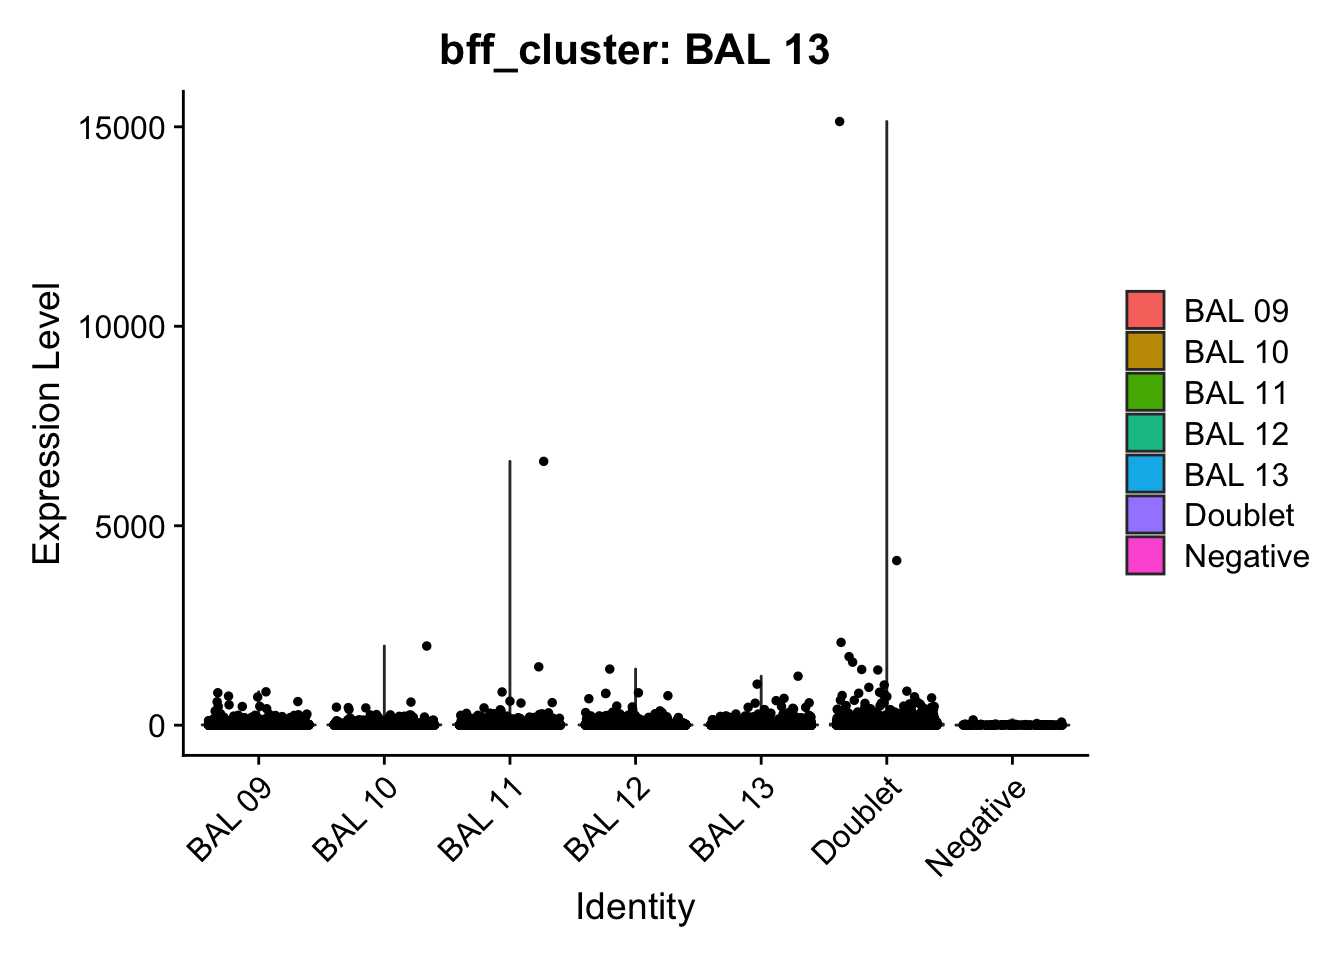 bff_cluster: BAL 13
Expression Level
15000
10000
5000
0
BAL 09
BAL 10
BAL 11
BAL 12
BAL 13
Doublet
Negative
Identity
BAL 09
BAL 10
BAL 11
BAL 12
BAL 13
Doublet
Negative